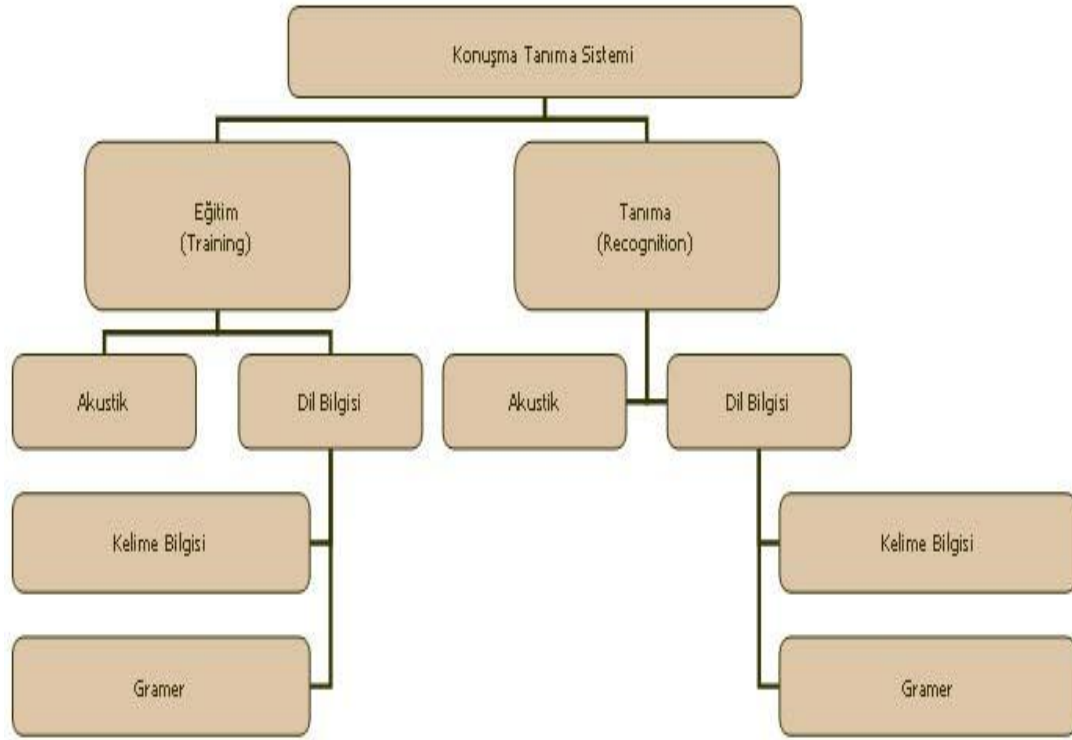 Konuşma Tanıma Sistemi
Eğitim
(Training)
Tanıma
(Recognition)
Akustik
Dil Bilgisi
Akustik
Dil Bilgisi
Kelime Bilgisi
Kelime Bilgisi
Gramer
Gramer